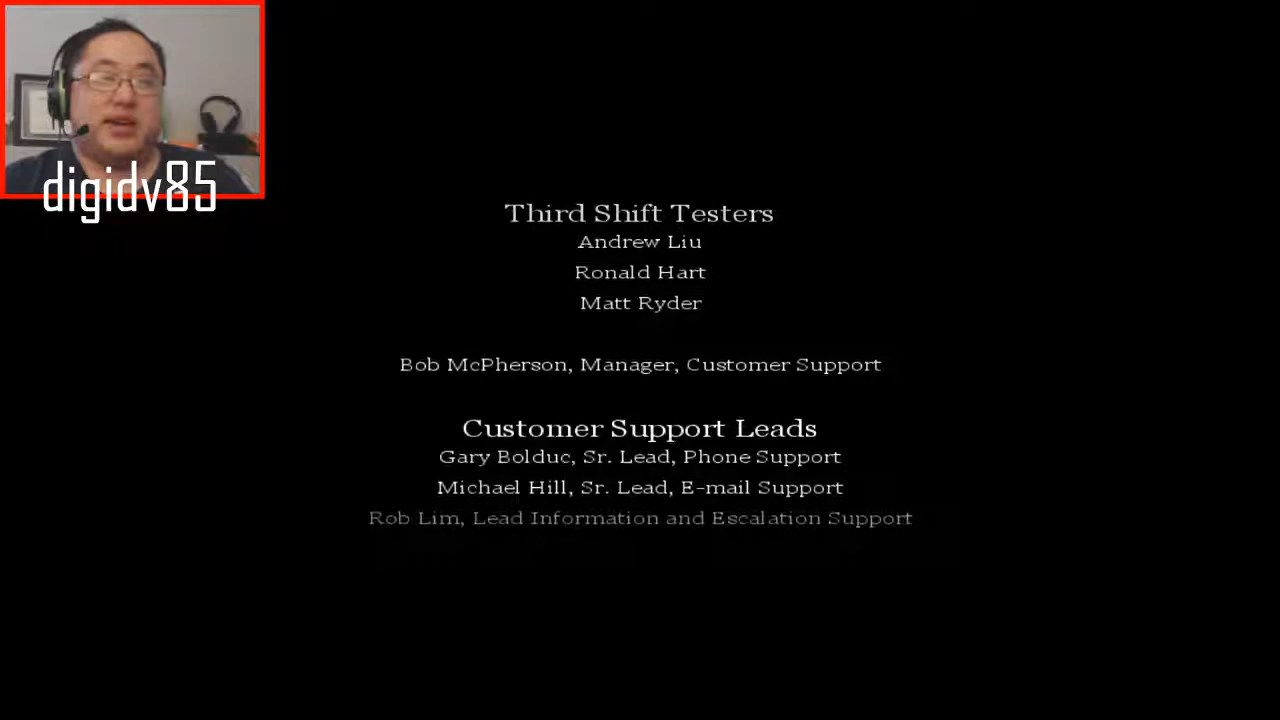 digidv85
Third Shift Testers
Andrew Liu
Ronald Hart
Matt Ryder
Bob McPherson, Manager, Customer Support
Customer Support Leads
Gary Bolduc, Sr. Lead, Phone Support
Michael Hill, Sr. Lead, E-mail Support
Rob Lim, Lead Information and Escalation Support